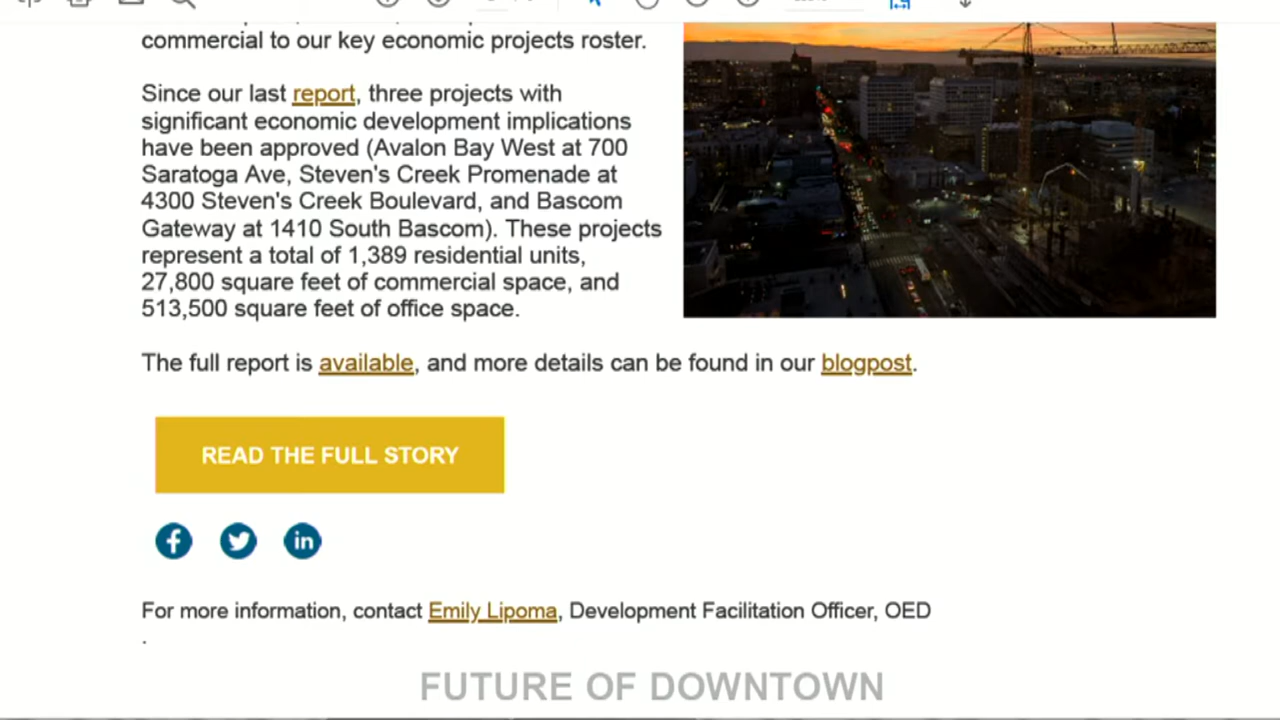 commercial to our key economic projects roster.
Since our last report, three projects with
significant economic development implications
have been approved (Avalon Bay West at 700
Saratoga Ave, Steven's Creek Promenade at
4300 Steven's Creek Boulevard, and Bascom
Gateway at 1410 South Bascom). These projects
represent a total of 1,389 residential units,
27,800 square feet of commercial space, and
513,500 square feet of office space.
The full report is available, and more details can be found in our blogpost.
READ THE FULL STORY
For more information, contact Emily Lipoma, Development Facilitation Officer, OED
.
FUTURE OF DOWNTOWN